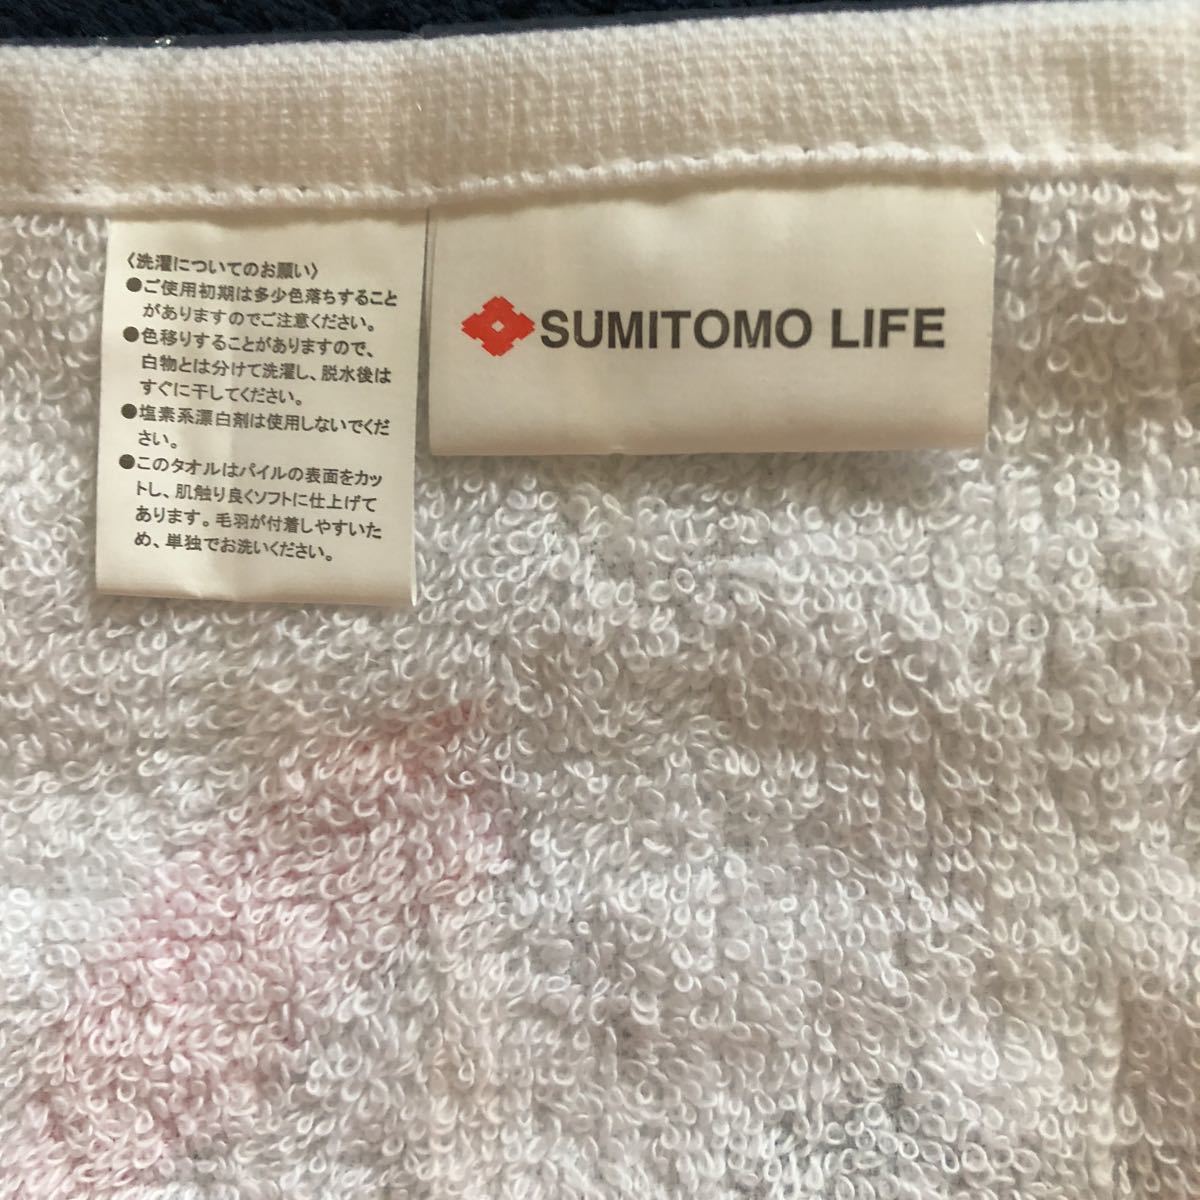 〈洗濯についてのお願い〉
●ご使用初期は多少色落ちすること
がありますのでご注意ください。
●色移りすることがありますので、
白物とは分けて洗濯し、脱水後は
すぐに干してください。
●塩素系漂白剤は使用しないでくだ
さい。
●このタオルはパイルの表面をカッ
トし、肌触り良くソフトに仕上げて
あります。毛羽が付着しやすいた
め、単独でお洗いください。
SUMITOMO LIFE